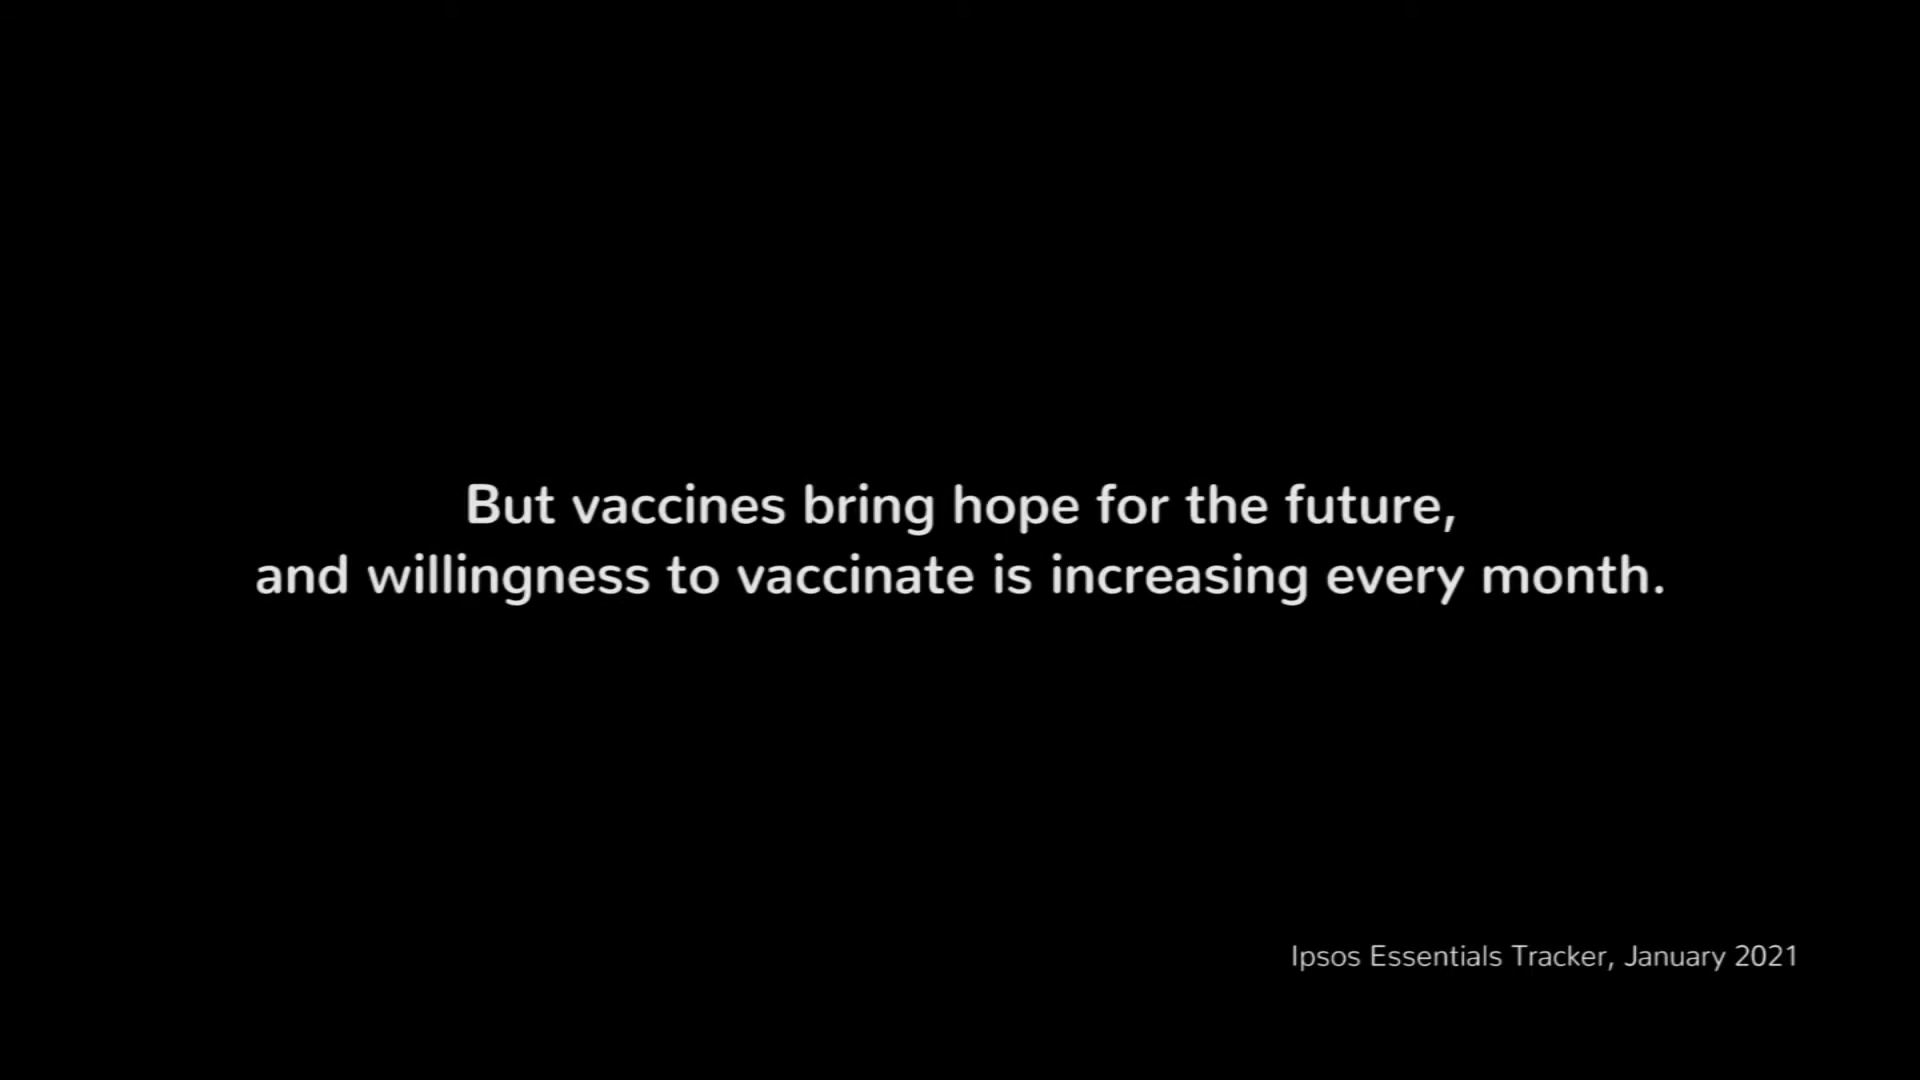 But vaccines bring hope for the future,
and willingness to vaccinate is increasing every month.
Ipsos Essentials Tracker, January 2021